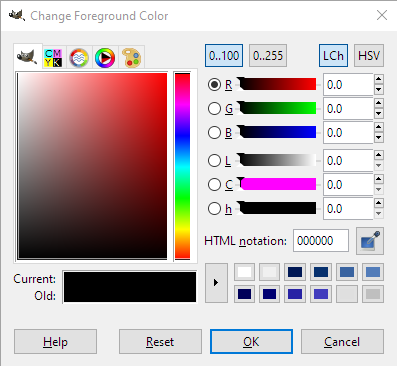 Change Foreground Color
CMYK
0..100 0..255 LCh HSV
R 0.0
G 0.0
B 0.0
L 0.0
C 0.0
h 0.0
HTML notation: 000000
Current:
Old:
Help Reset OK Cancel